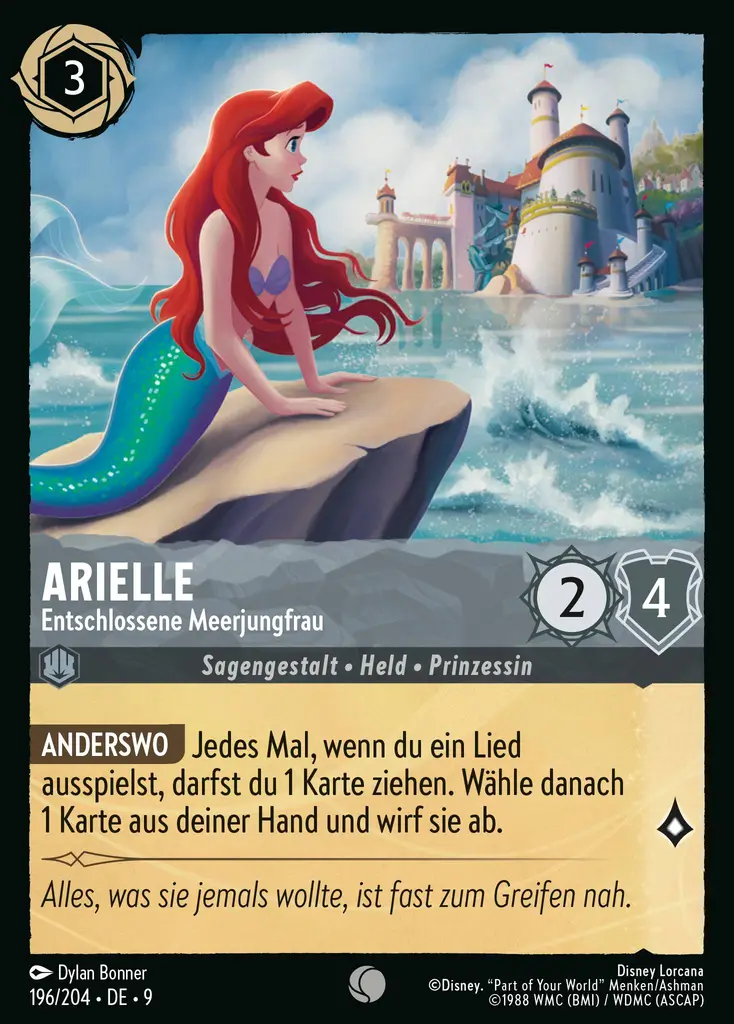 3
ARIELLE
Entschlossene Meerjungfrau
2
4
Sagengestalt • Held • Prinzessin
ANDERSWO Jedes Mal, wenn du ein Lied
ausspielst, darfst du 1 Karte ziehen. Wähle danach
1 Karte aus deiner Hand und wirf sie ab.
Alles, was sie jemals wollte, ist fast zum Greifen nah.
Dylan Bonner
196/204 • DE • 9
Disney Lorcana
©Disney. "Part of Your World" Menken/Ashman
©1988 WMC (BMI) / WDMC (ASCAP)